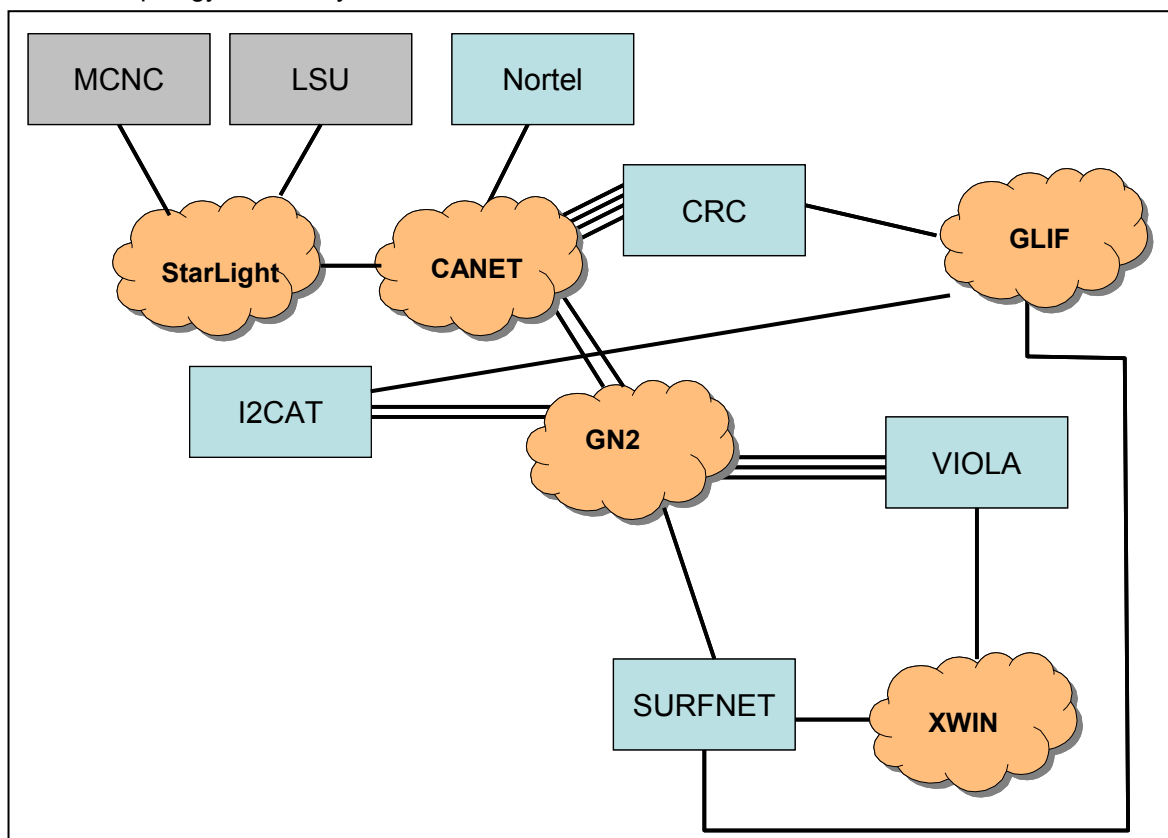 MCNC
LSU
Nortel
CRC
GLIF
StarLight
CANET
I2CAT
GN2
VIOLA
SURFNET
XWIN